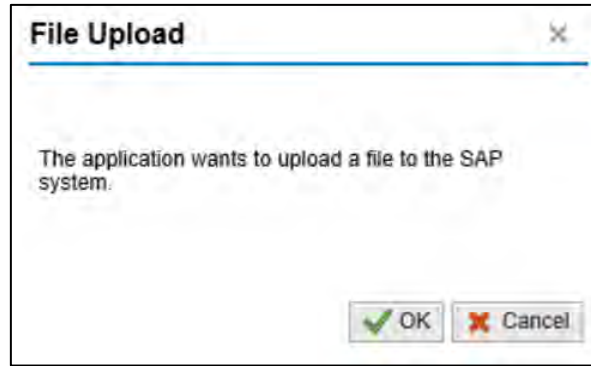 File Upload
The application wants to upload a file to the SAP
system.
OK Cancel